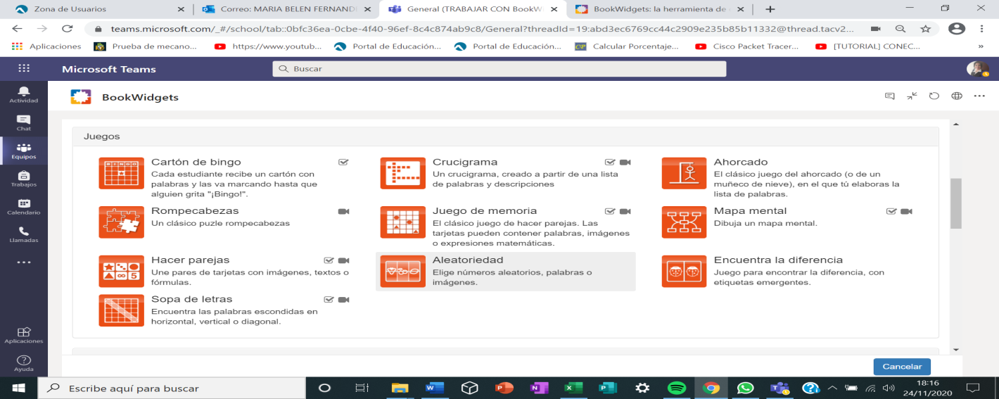 Zona de Usuarios
Correo: MARIA BELEN FERNAND
General (TRABAJAR CON BookW
BookWidgets: la herramienta de
teams.microsoft.com/_#/school/tab::0bfc36ea-0cbe-4f40-96ef-8c4c874ab9c8/General?threadId=19:abd3ec6769cc44c2909e235b85b11332@thread.tacv2...
Aplicaciones
Prueba de mecano...
https://www.youtub...
Portal de Educación...
Portal de Educación...
Calcular Porcentaje...
Cisco Packet Tracer...
[TUTORIAL] CONEC...
»
Microsoft Teams
Buscar
Actividad
Chat
Equipos
Trabajos
Calendario
Llamadas
Aplicaciones
Ayuda
BookWidgets
Juegos
Cartón de bingo
Cada estudiante recibe un cartón con
palabras y las va marcando hasta que
alguien grita "¡Bingo!".
Crucigrama
Un crucigrama, creado a partir de una lista
de palabras y descripciones
Ahorcado
El clásico juego del ahorcado (o de un
muñeco de nieve), en el que tú elaboras la
lista de palabras.
Rompecabezas
Un clásico puzle rompecabezas
Juego de memoria
El clásico juego de hacer parejas. Las
tarjetas pueden contener palabras, imágenes
o expresiones matemáticas.
Mapa mental
Dibuja un mapa mental.
Hacer parejas
Une pares de tarjetas con imágenes, textos o
fórmulas.
Aleatoriedad
Elige números aleatorios, palabras o
imágenes.
Encuentra la diferencia
Juego para encontrar la diferencia, con
etiquetas emergentes.
Sopa de letras
Encuentra las palabras escondidas en
horizontal, vertical o diagonal.
BINGO
Cancelar
Escribe aquí para buscar
18:16
24/11/2020